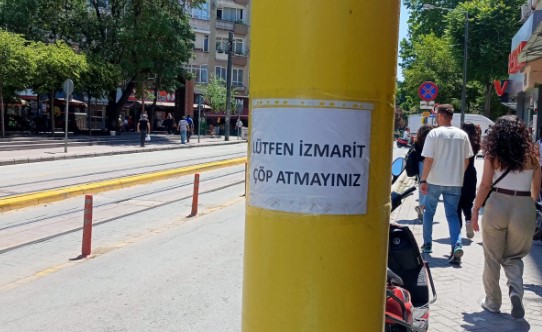 LÜTFEN İZMARİT
ÇÖP ATMAYINIZ